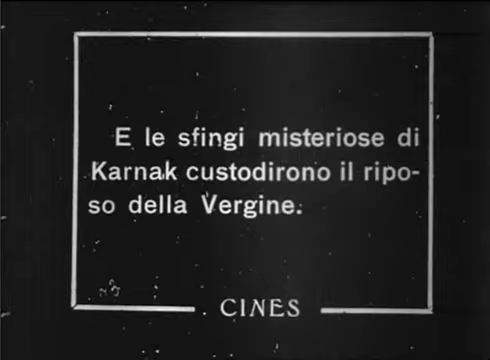 E le sfingi misteriose di
Karnak custodirono il ripo-
so della Vergine.
CINES